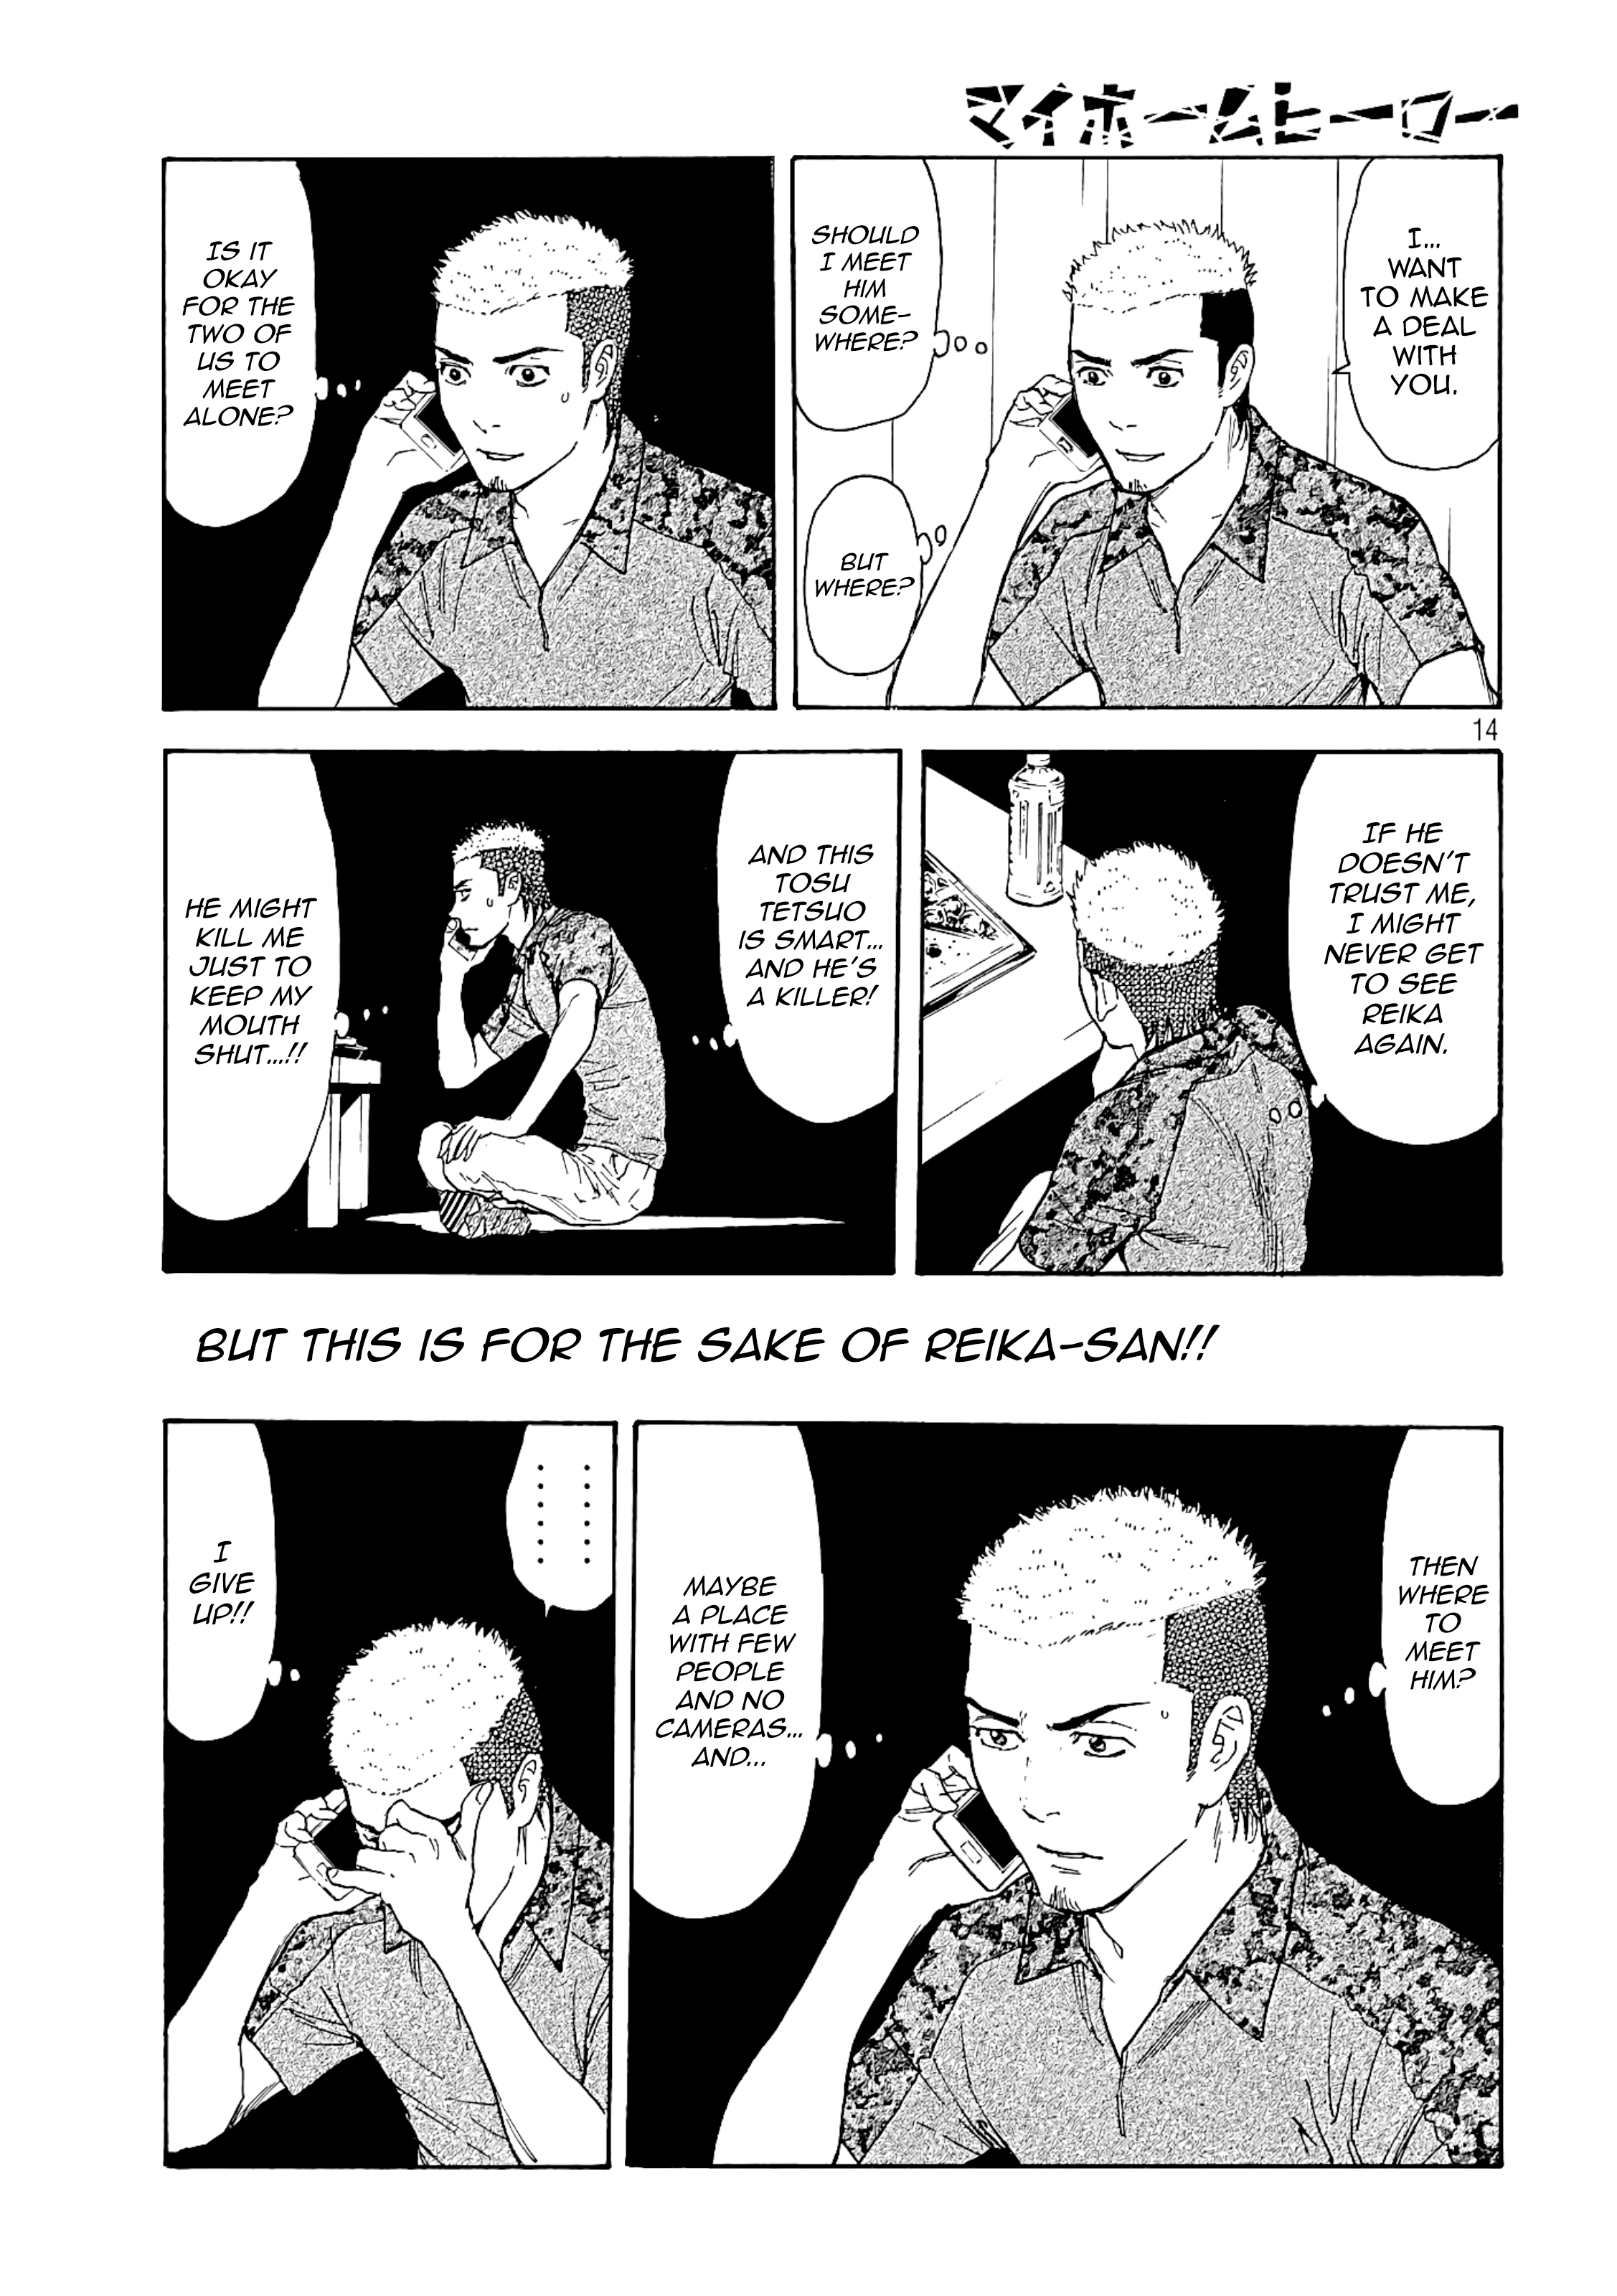 マイホームヒーロー
I...
WANT
TO MAKE
A DEAL
WITH
YOU.
SHOULD
I MEET
HIM
SOME-
WHERE?
BUT
WHERE?
IS IT
OKAY
FOR THE
TWO OF
US TO
MEET
ALONE?
14
IF HE
DOESN'T
TRUST ME,
I MIGHT
NEVER GET
TO SEE
REIKA
AGAIN.
AND THIS
TOSU
TETSUO
IS SMART...
AND HE'S
A KILLER!
HE MIGHT
KILL ME
JUST TO
KEEP MY
MOUTH
SHUT...!!
BUT THIS IS FOR THE SAKE OF REIKA-SAN!!
THEN
WHERE
TO
MEET
HIM?
MAYBE
A PLACE
WITH FEW
PEOPLE
AND NO
CAMERAS...
AND...
............
I
GIVE
UP!!